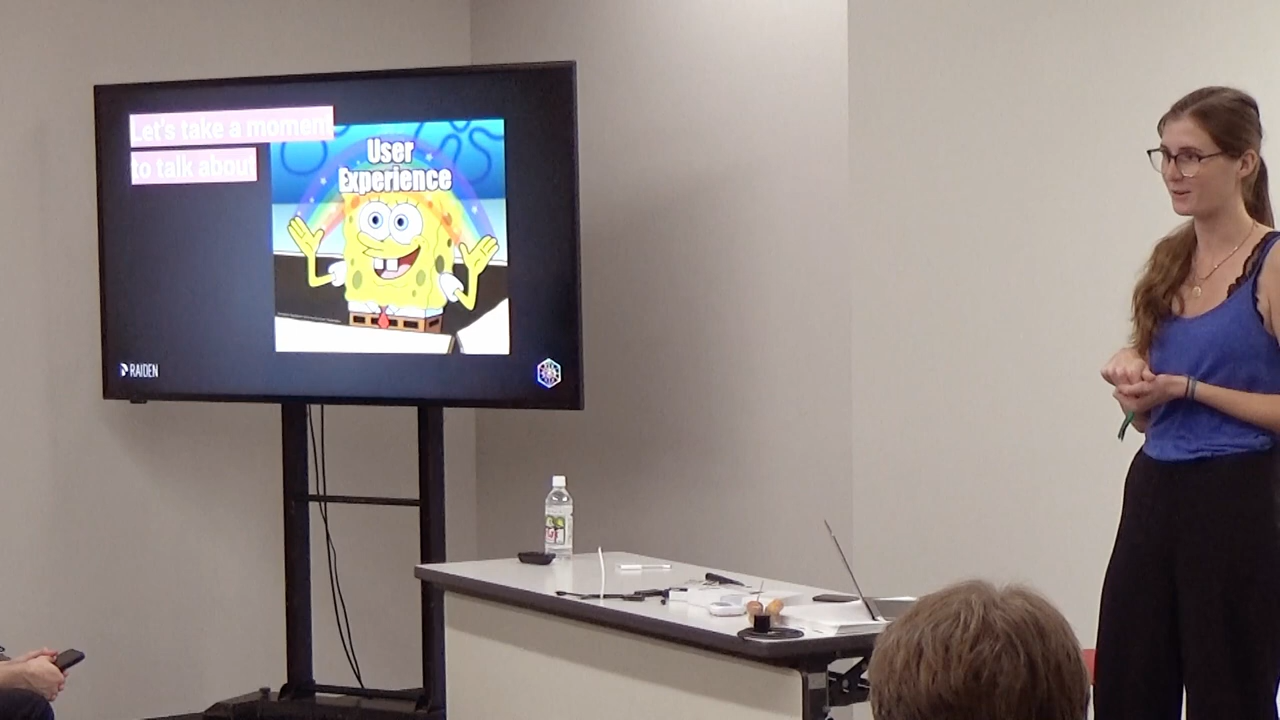 Let's take a moment
to talk about
User
Experience
RAIDEN